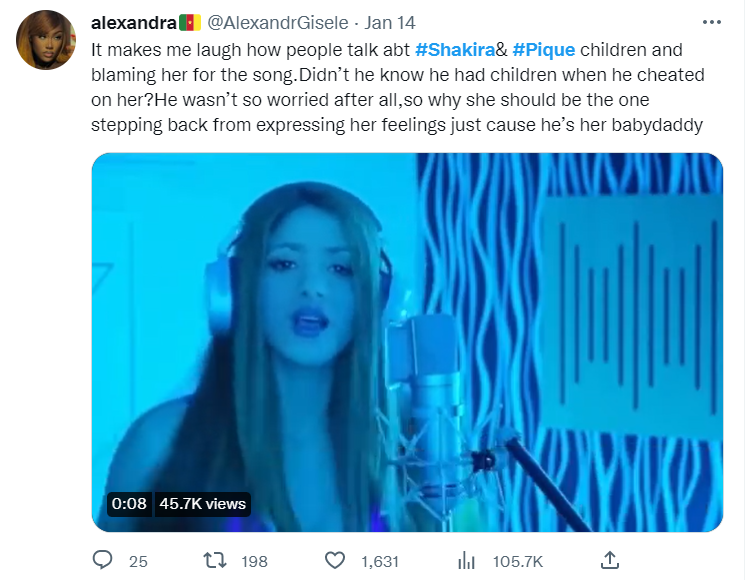 alexandra🇨🇲 @AlexandrGisele · Jan 14
It makes me laugh how people talk abt #Shakira& #Pique children and
blaming her for the song.Didn’t he know he had children when he cheated
on her?He wasn’t so worried after all,so why she should be the one
stepping back from expressing her feelings just cause he’s her babydaddy
0:08 45.7K views
25 198 1,631 105.7K